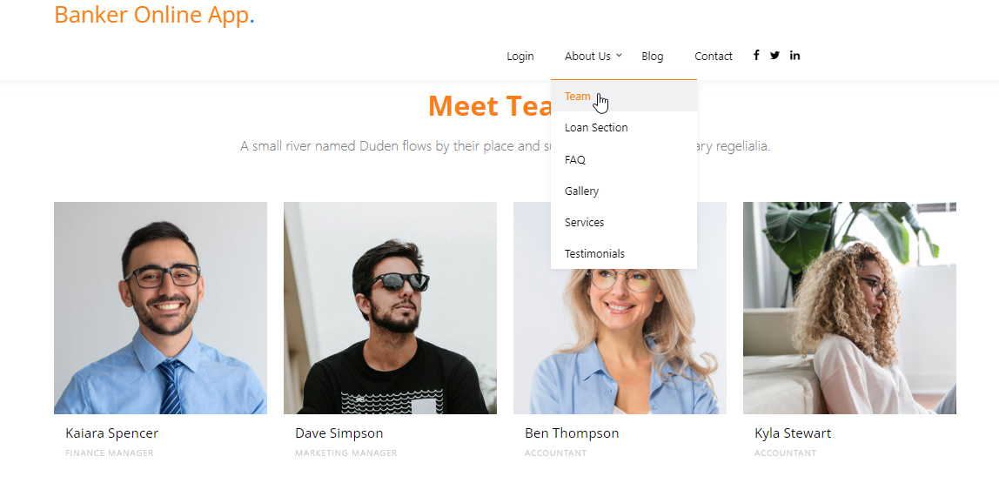 Banker Online App.
Login About Us Blog Contact
Team
Meet Tea
Loan Section
A small river named Duden flows by their place and su ary regelialia.
FAQ
Gallery
Services
Testimonials
Kaiara Spencer Dave Simpson Ben Thompson Kyla Stewart
FINANCE MANAGER MARKETING MANAGER ACCOUNTANT ACCOUNTANT